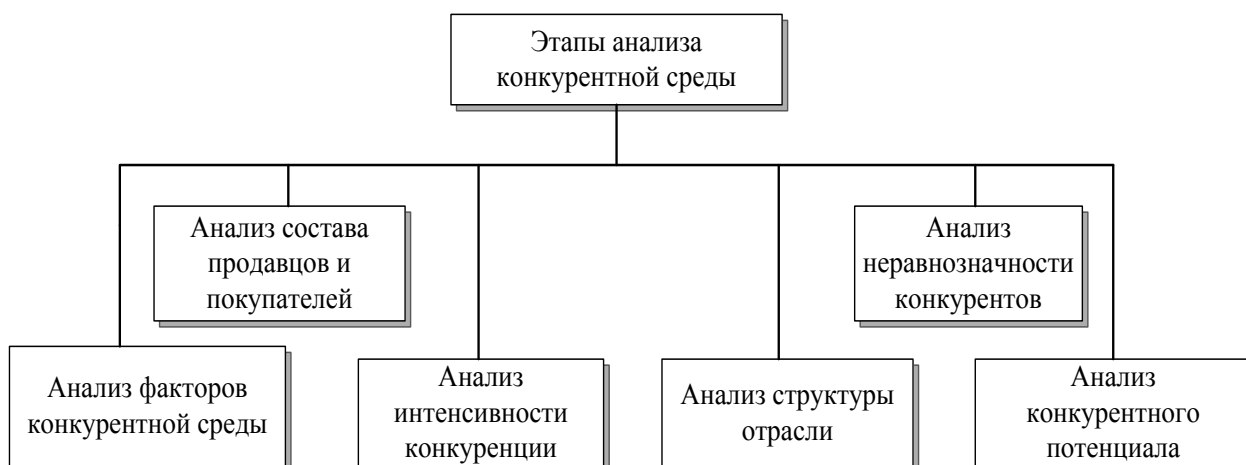 Этапы анализа
конкурентной среды
Анализ состава
продавцов и
покупателей
Анализ
неравнозначности
конкурентов
Анализ факторов
конкурентной среды
Анализ
интенсивности
конкуренции
Анализ структуры
отрасли
Анализ
конкурентного
потенциала